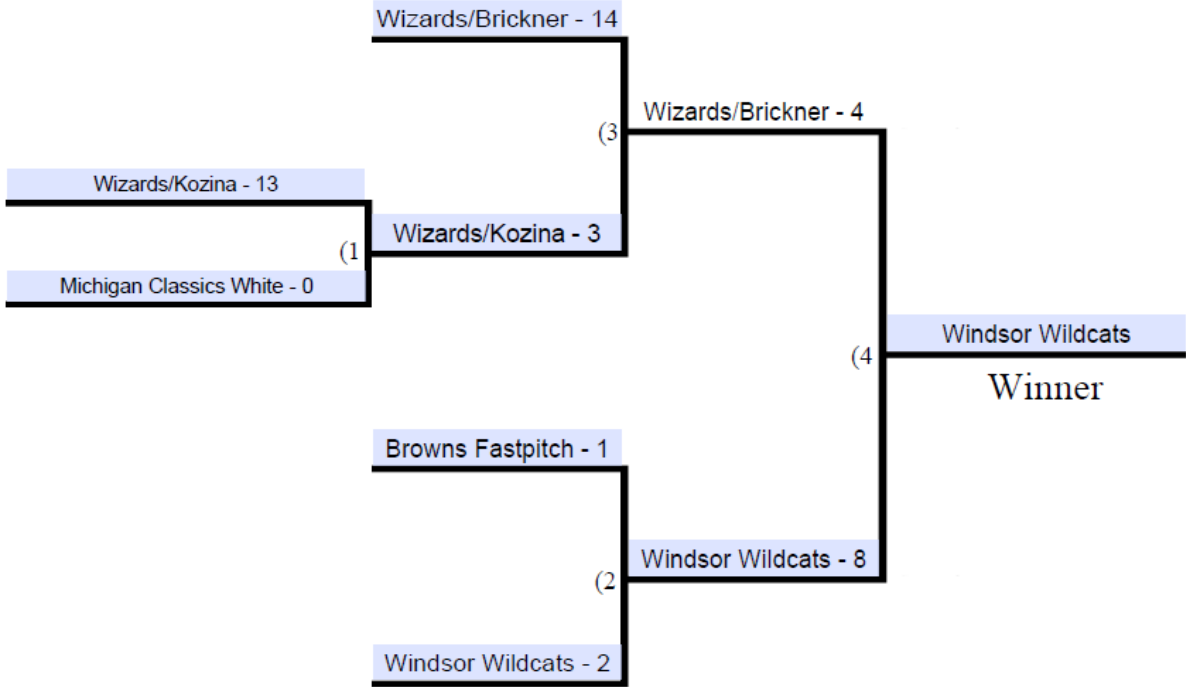 Wizards/Brickner - 14
(3
Wizards/Brickner - 4
Wizards/Kozina - 13
(1
Wizards/Kozina - 3
Michigan Classics White - 0
(4
Windsor Wildcats
Winner
Browns Fastpitch - 1
(2
Windsor Wildcats - 8
Windsor Wildcats - 2